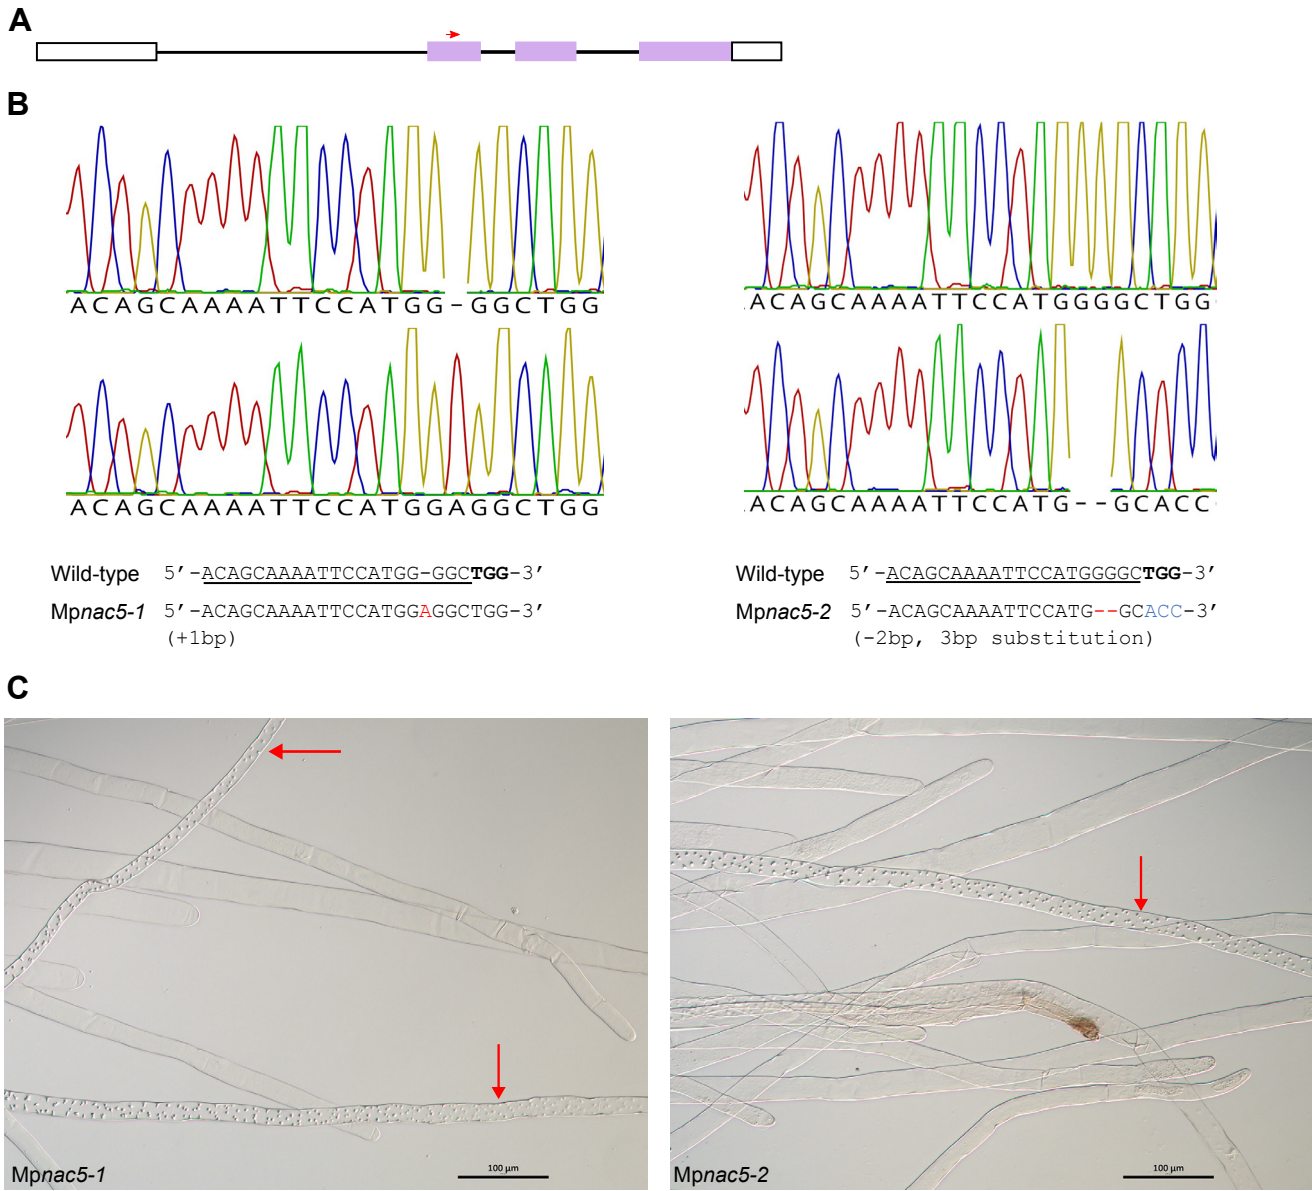 A
B
ACAGCAAAATTCCATGG-GGCTGG
ACAGCAAAATTCCATGGGGCTGG
ACAGCAAAATTCCATGGAGGCTGG
ACAGCAAAATTCCATG--GCACC
Wild-type 5’-ACAGCAAAATTCCATGG-GGCTGG-3’
Mpnac5-1 5’-ACAGCAAAATTCCATGGAGGCTGG-3’
(+1bp)
Wild-type 5’-ACAGCAAAATTCCATGGGGCTGG-3’
Mpnac5-2 5’-ACAGCAAAATTCCATG--GCACC-3’
(-2bp, 3bp substitution)
C
Mpnac5-1
100 µm
Mpnac5-2
100 µm